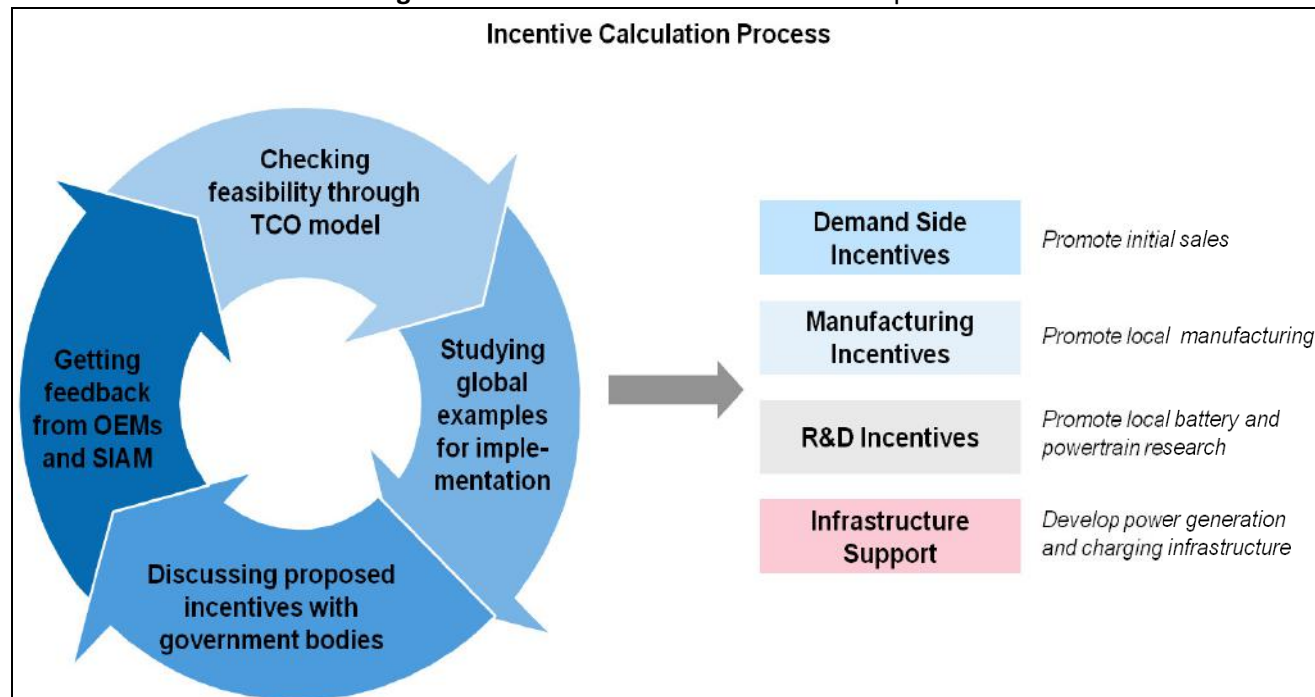 Incentive Calculation Process
Checking
feasibility through
TCO model
Studying
global
examples
for imple-
mentation
Discussing proposed
incentives with
government bodies
Getting
feedback
from OEMs
and SIAM
Demand Side
Incentives
Promote initial sales
Manufacturing
Incentives
Promote local manufacturing
R&D Incentives
Promote local battery and
powertrain research
Infrastructure
Support
Develop power generation
and charging infrastructure